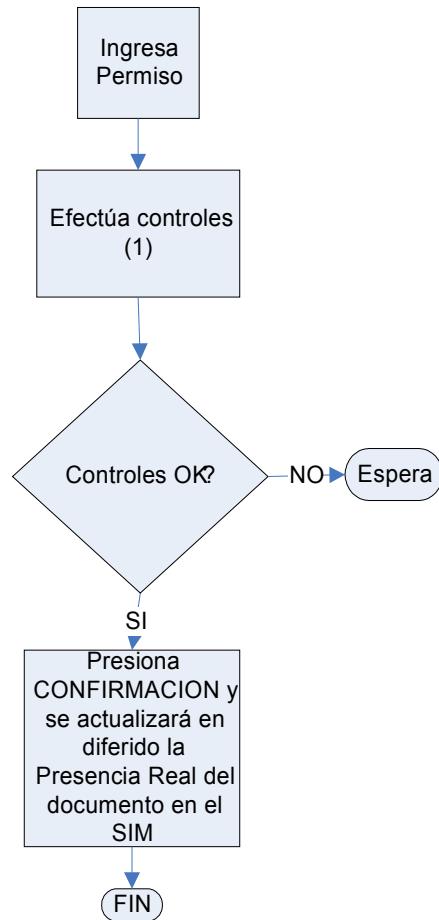 Ingresa
Permiso
Efectúa controles
(1)
Controles OK?
NO
Espera
SI
Presiona
CONFIRMACION y
se actualizará en
diferido la
Presencia Real del
documento en el
SIM
FIN